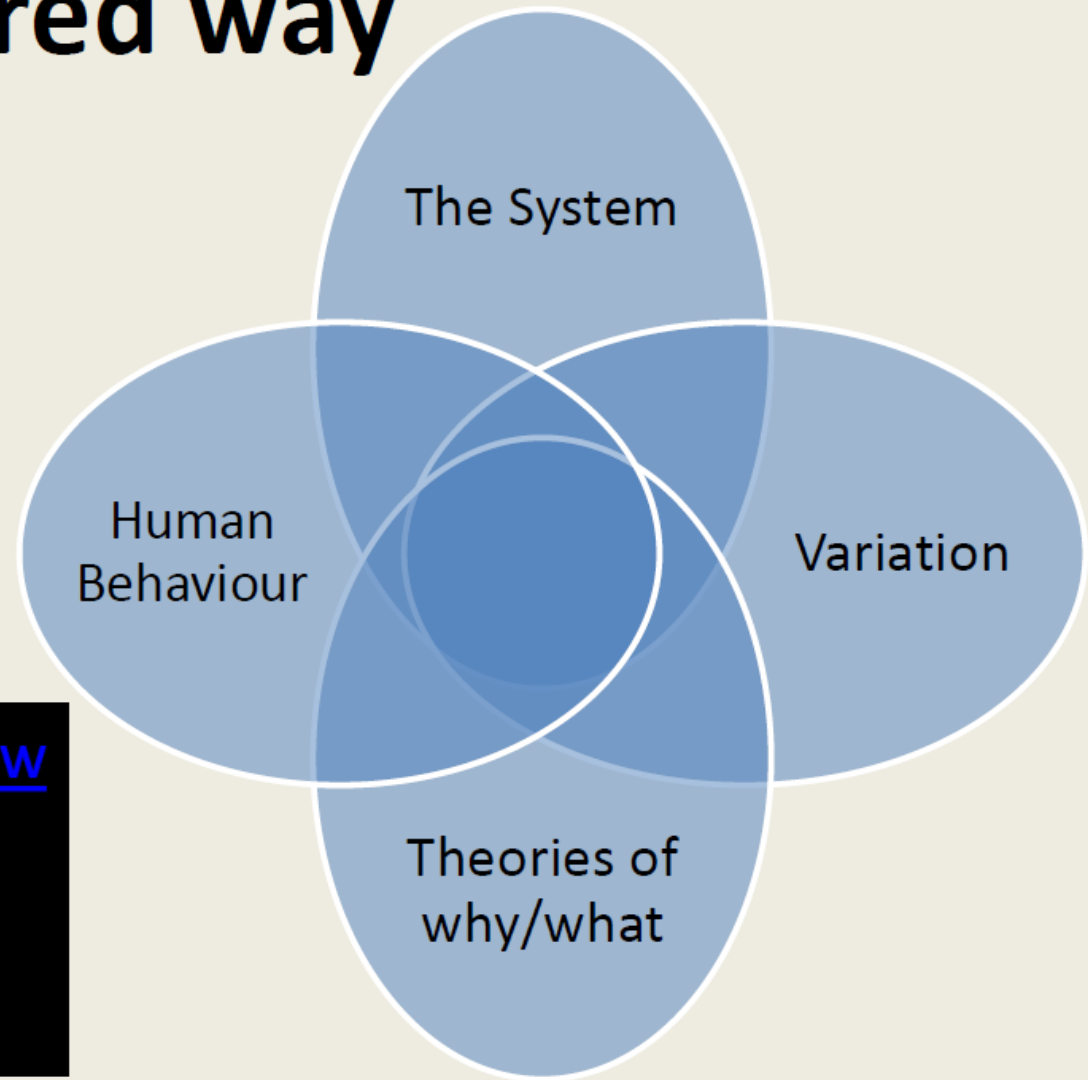 red way
The System
Human
Behaviour
Variation
w
Theories of
why/what